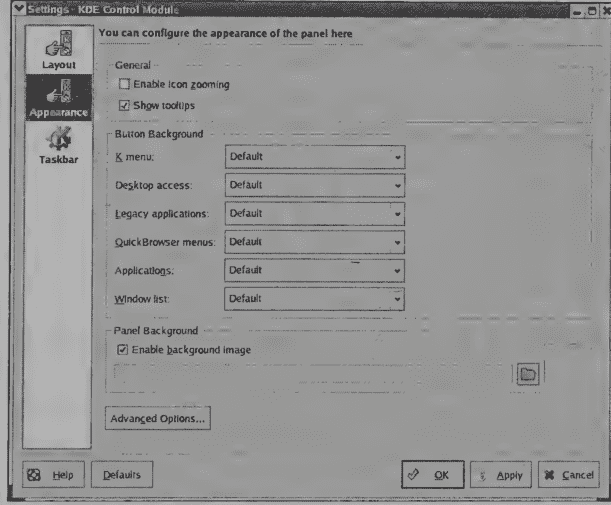 Settings - KDE Control Module
You can configure the appearance of the panel here
Layout
Appearance
Taskbar
General
Enable icon zooming
Show tooltips
Button Background
K menu: Default
Desktop access: Default
Legacy applications: Default
QuickBrowser menus: Default
Applications: Default
Window list: Default
Panel Background
Enable background image
Advanced Options...
Help Defaults OK Apply Cancel